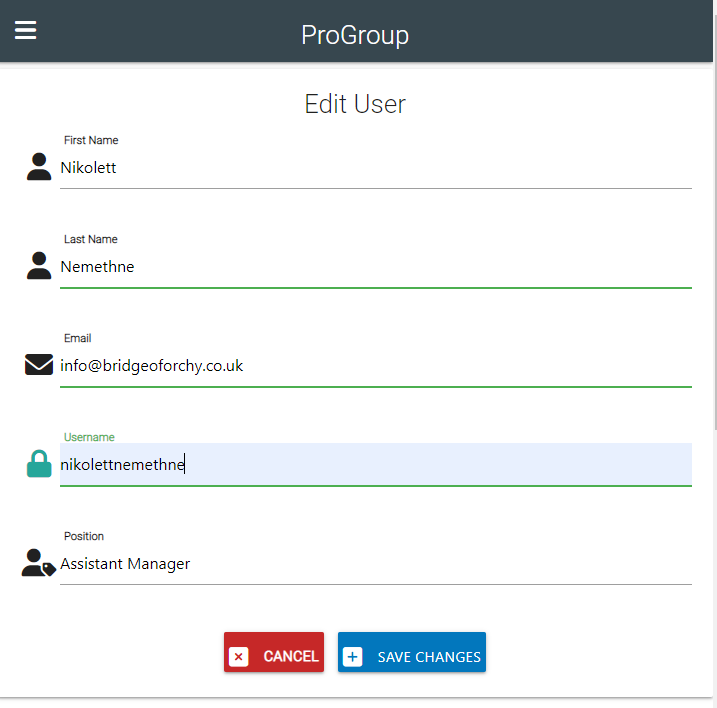 ProGroup
Edit User
First Name
Nikolett
Last Name
Nemethne
Email
info@bridgeoforchy.co.uk
Username
nikolettnemethne
Position
Assistant Manager
CANCEL
SAVE CHANGES